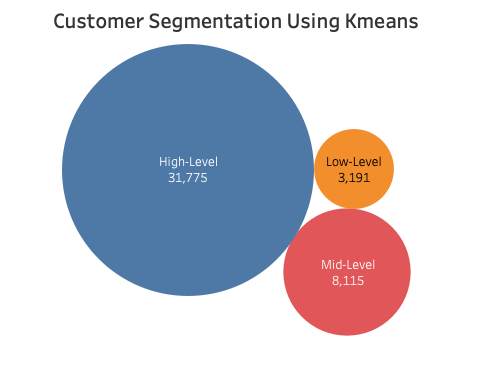 Customer Segmentation Using Kmeans
High-Level
31,775
Low-Level
3,191
Mid-Level
8,115